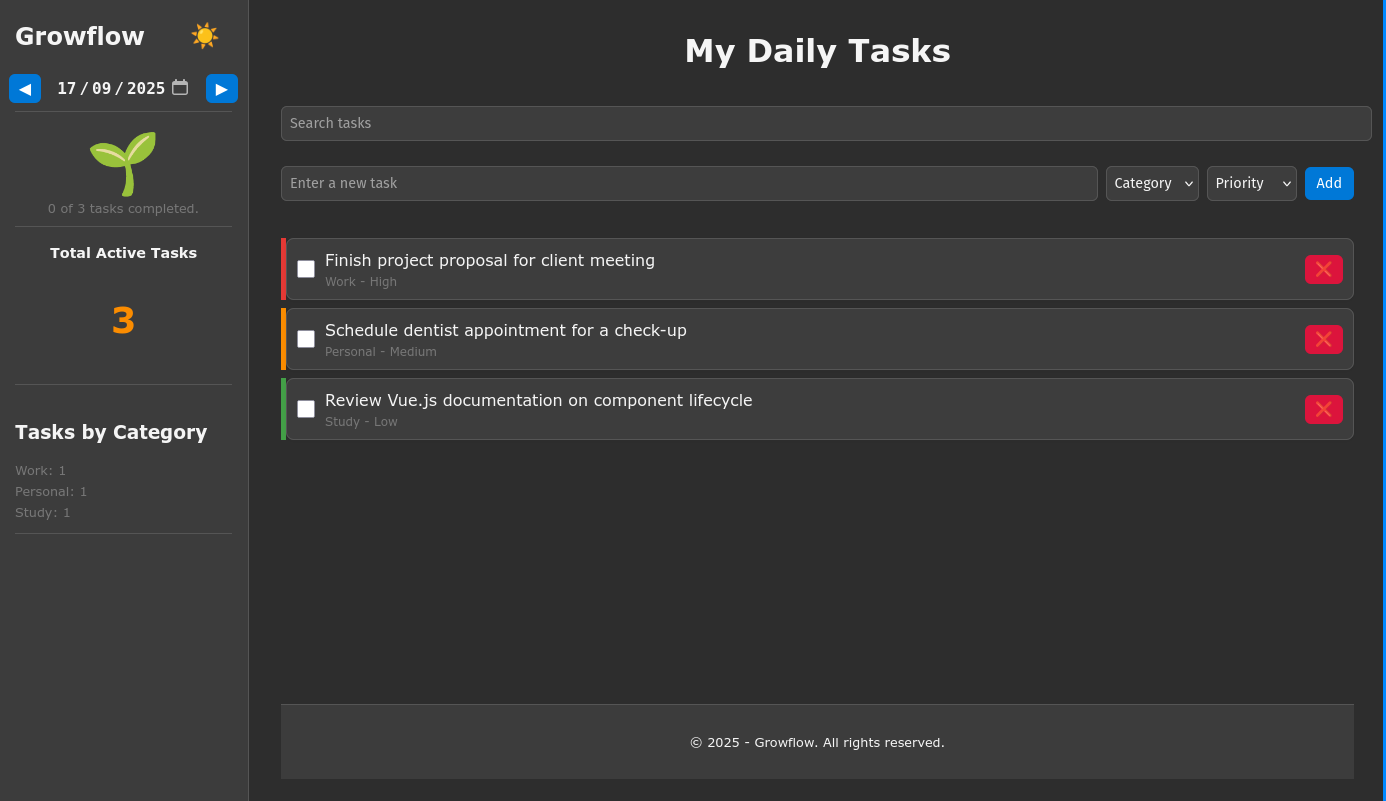 Growflow
17/09/2025
0 of 3 tasks completed.
Total Active Tasks
3
Tasks by Category
Work: 1
Personal: 1
Study: 1
My Daily Tasks
Search tasks
Enter a new task
Category
Priority
Add
Finish project proposal for client meeting
Work - High
Schedule dentist appointment for a check-up
Personal - Medium
Review Vue.js documentation on component lifecycle
Study - Low
© 2025 - Growflow. All rights reserved.